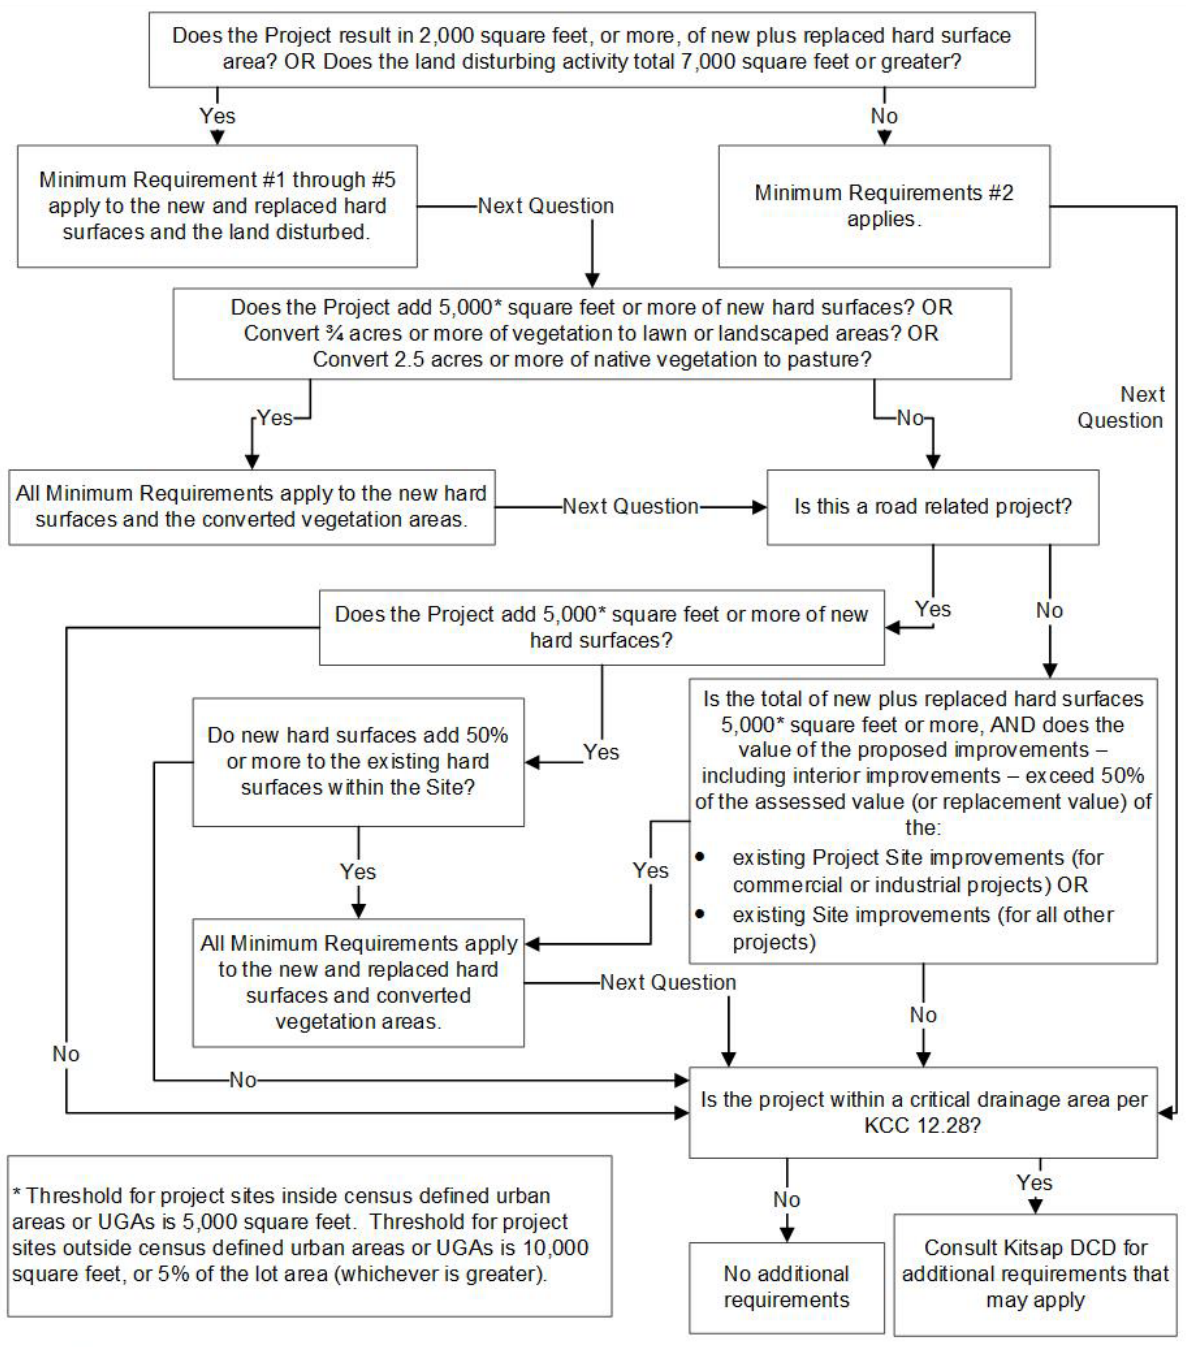 Does the Project result in 2,000 square feet, or more, of new plus replaced hard surface
area? OR Does the land disturbing activity total 7,000 square feet or greater?
Yes
No
Minimum Requirement #1 through #5
apply to the new and replaced hard
surfaces and the land disturbed.
Next Question
Minimum Requirements #2
applies.
Does the Project add 5,000* square feet or more of new hard surfaces? OR
Convert ¾ acres or more of vegetation to lawn or landscaped areas? OR
Convert 2.5 acres or more of native vegetation to pasture?
Next
Question
Yes
No
All Minimum Requirements apply to the new hard
surfaces and the converted vegetation areas.
Next Question
Is this a road related project?
Yes
No
Does the Project add 5,000* square feet or more of new
hard surfaces?
Is the total of new plus replaced hard surfaces
5,000* square feet or more, AND does the
value of the proposed improvements –
including interior improvements – exceed 50%
of the assessed value (or replacement value) of
the:
• existing Project Site improvements (for
commercial or industrial projects) OR
• existing Site improvements (for all other
projects)
Do new hard surfaces add 50%
or more to the existing hard
surfaces within the Site?
Yes
Yes
Yes
All Minimum Requirements apply
to the new and replaced hard
surfaces and converted
vegetation areas.
Next Question
No
No
No
Is the project within a critical drainage area per
KCC 12.28?
No
Yes
* Threshold for project sites inside census defined urban
areas or UGAs is 5,000 square feet. Threshold for project
sites outside census defined urban areas or UGAs is 10,000
square feet, or 5% of the lot area (whichever is greater).
No additional
requirements
Consult Kitsap DCD for
additional requirements that
may apply